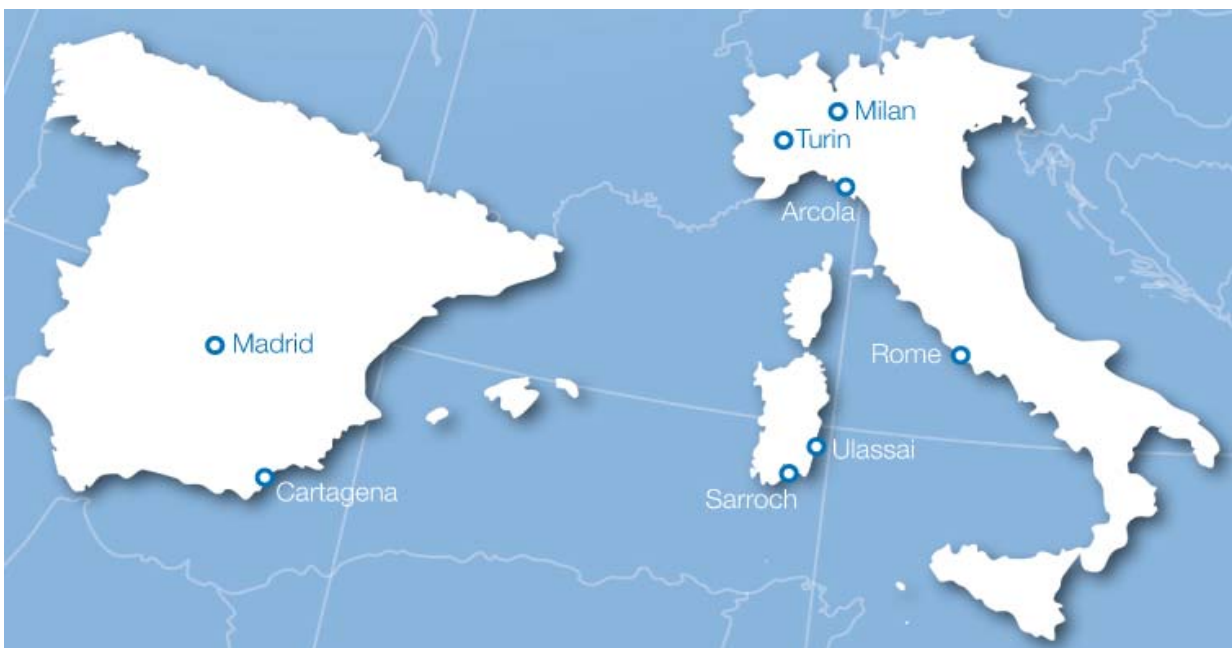 Milan
Turin
Arcola
Madrid
Rome
Ulassai
Cartagena
Sarroch